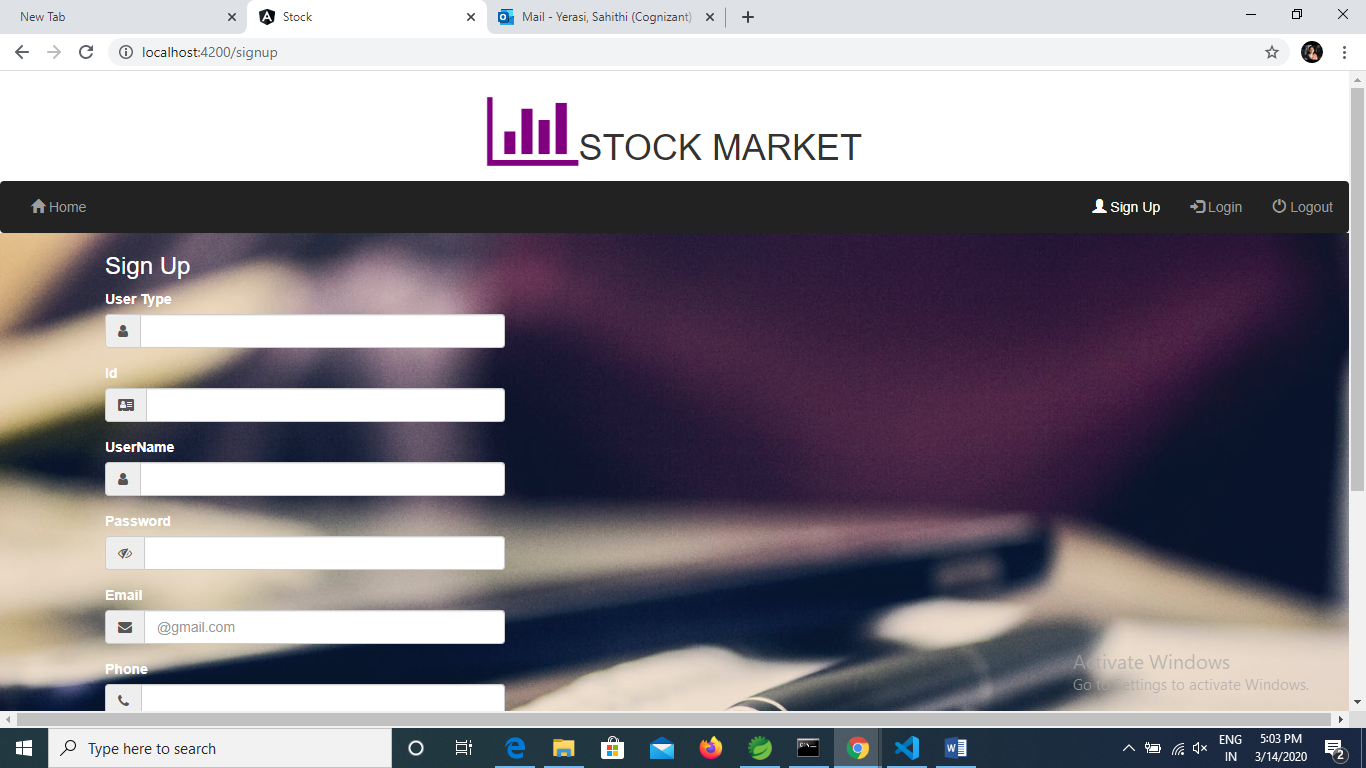 New Tab
Stock
Mail - Yerasi, Sahithi (Cognizant)
localhost:4200/signup
STOCK MARKET
Home
Sign Up
Login
Logout
Sign Up
User Type
Id
UserName
Password
Email
@gmail.com
Phone
Activate Windows
Go to Settings to activate Windows.
Type here to search
ENG
IN
5:03 PM
3/14/2020
2